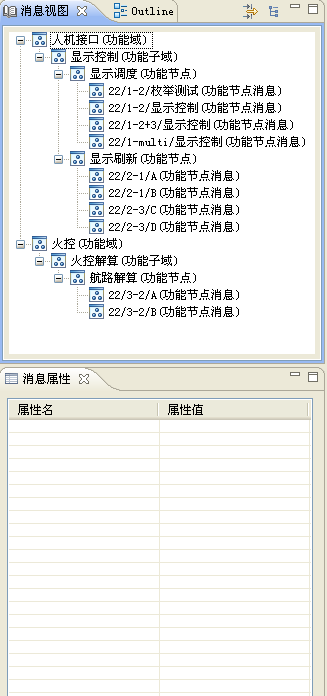 消息视图 Outline
人机接口(功能域)
显示控制(功能子域)
显示调度(功能节点)
22/1-2/枚举测试(功能节点消息)
22/1-2/显示控制(功能节点消息)
22/1-2+3/显示控制(功能节点消息)
22/1-multi/显示控制(功能节点消息)
显示刷新(功能节点)
22/2-1/A(功能节点消息)
22/2-1/B(功能节点消息)
22/2-3/C(功能节点消息)
22/2-3/D(功能节点消息)
火控(功能域)
火控解算(功能子域)
航路解算(功能节点)
22/3-2/A(功能节点消息)
22/3-2/B(功能节点消息)
消息属性
属性名 属性值